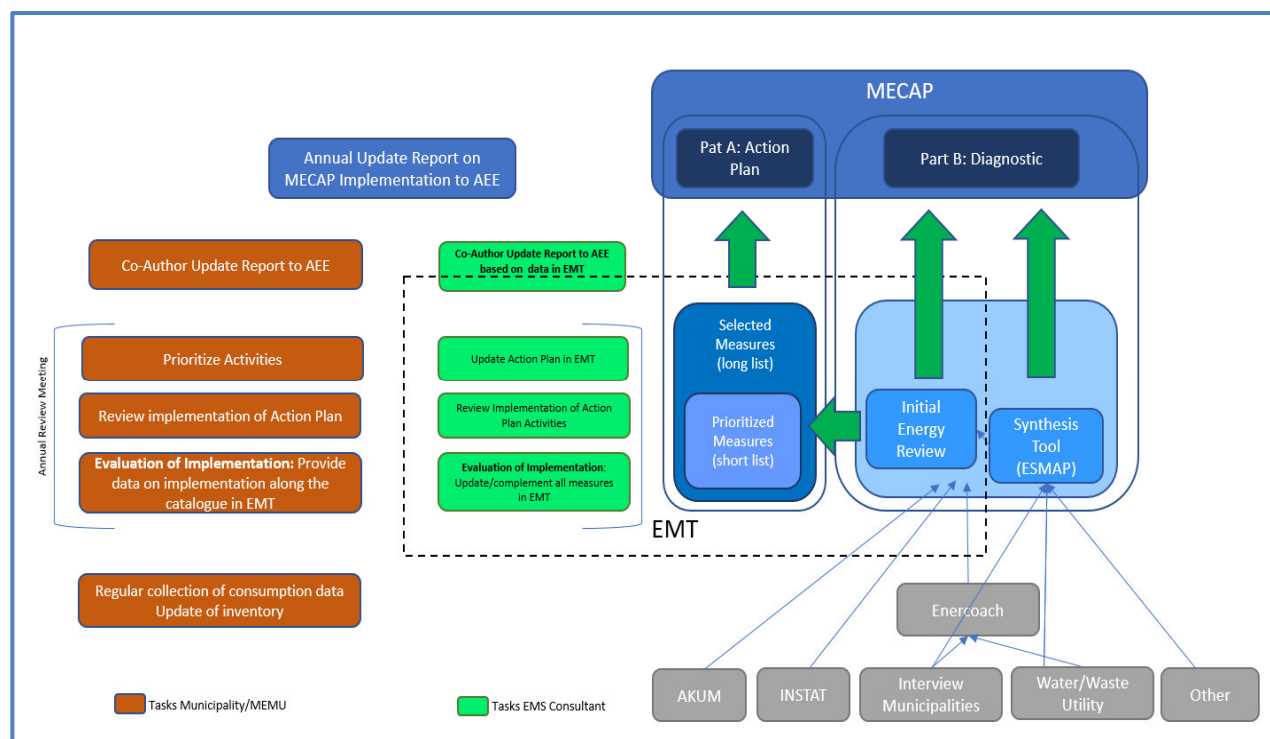 MECAP
Pat A: Action
Plan
Part B: Diagnostic
Annual Update Report on
MECAP Implementation to AEE
Co-Author Update Report to AEE
Co-Author Update Report to AEE
based on data in EMT
Annual Review Meeting
Prioritize Activities
Update Action Plan in EMT
Review implementation of Action Plan
Review Implementation of Action
Plan Activities
Evaluation of Implementation: Provide
data on implementation along the
catalogue in EMT
Evaluation of Implementation:
Update/complement all measures
in EMT
Selected
Measures
(long list)
Prioritized
Measures
(short list)
Initial
Energy
Review
Synthesis
Tool
(ESMAP)
EMT
Regular collection of consumption data
Update of inventory
Enercoach
AKUM
INSTAT
Interview
Municipalities
Water/Waste
Utility
Other
Tasks Municipality/MEMU
Tasks EMS Consultant